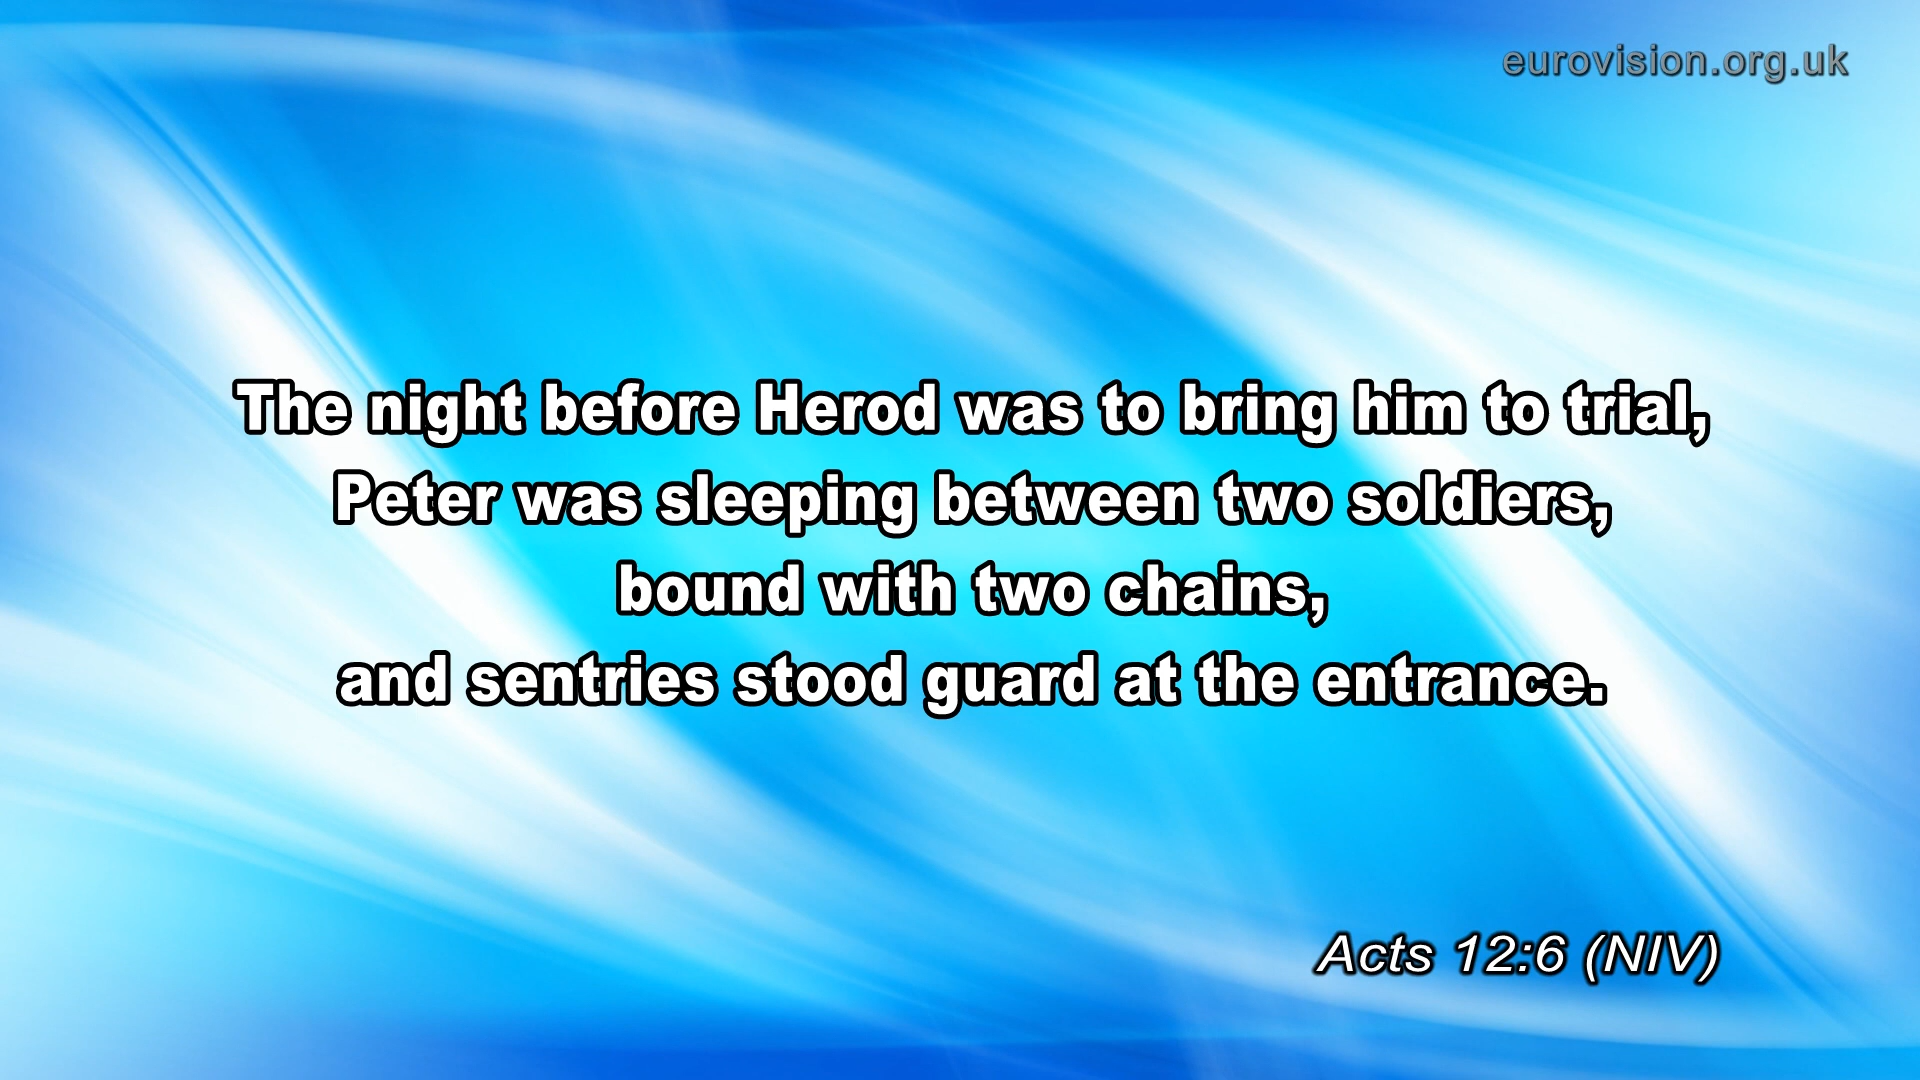 eurovision.org.uk
The night before Herod was to bring him to trial,
Peter was sleeping between two soldiers,
bound with two chains,
and sentries stood guard at the entrance.
Acts 12:6 (NIV)